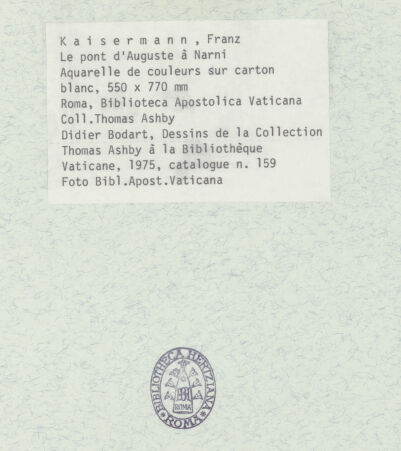 K a i s e r m a n n , Franz
Le pont d'Auguste â Narni
Aquarelle de couleurs sur carton
blanc, 550 x 770 mm
Roma, Biblioteca Apostolica Vaticana
Coll.Thomas Ashby
Didier Bodart, Dessins de la Collection
Thomas Ashby â la Bibliothèque
Vaticane, 1975, catalogue n. 159
Foto Bibl.Apost.Vaticana
BIBLIOTHECA HERTZIANA
ROMA
ROMA